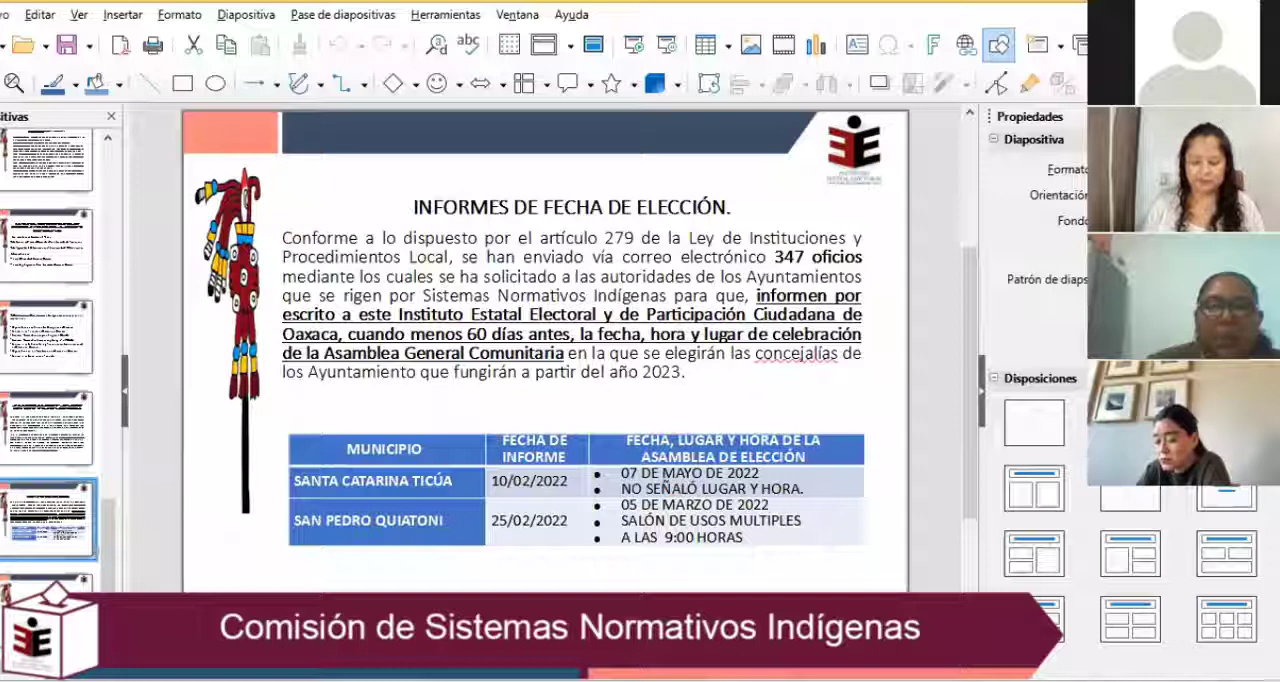 Editar Ver Insertar Formato Diapositiva Pase de diapositivas Herramientas Ventana Ayuda
abc
Propiedades
Diapositiva
Formato
Orientación
Fondo
Patrón de diaps
Disposiciones
INFORMES DE FECHA DE ELECCIÓN.
Conforme a lo dispuesto por el artículo 279 de la Ley de Instituciones y
Procedimientos Local, se han enviado vía correo electrónico 347 oficios
mediante los cuales se ha solicitado a las autoridades de los Ayuntamientos
que se rigen por Sistemas Normativos Indígenas para que, informen por
escrito a este Instituto Estatal Electoral y de Participación Ciudadana de
Oaxaca, cuando menos 60 días antes, la fecha, hora y lugar de celebración
de la Asamblea General Comunitaria en la que se elegirán las concejalías de
los Ayuntamiento que fungirán a partir del año 2023.
MUNICIPIO
FECHA DE
INFORME
FECHA, LUGAR Y HORA DE LA
ASAMBLEA DE ELECCIÓN
SANTA CATARINA TICÚA
10/02/2022
• 07 DE MAYO DE 2022
• NO SEÑALÓ LUGAR Y HORA.
SAN PEDRO QUIATONI
25/02/2022
• 05 DE MARZO DE 2022
• SALÓN DE USOS MULTIPLES
• A LAS 9:00 HORAS
Comisión de Sistemas Normativos Indígenas